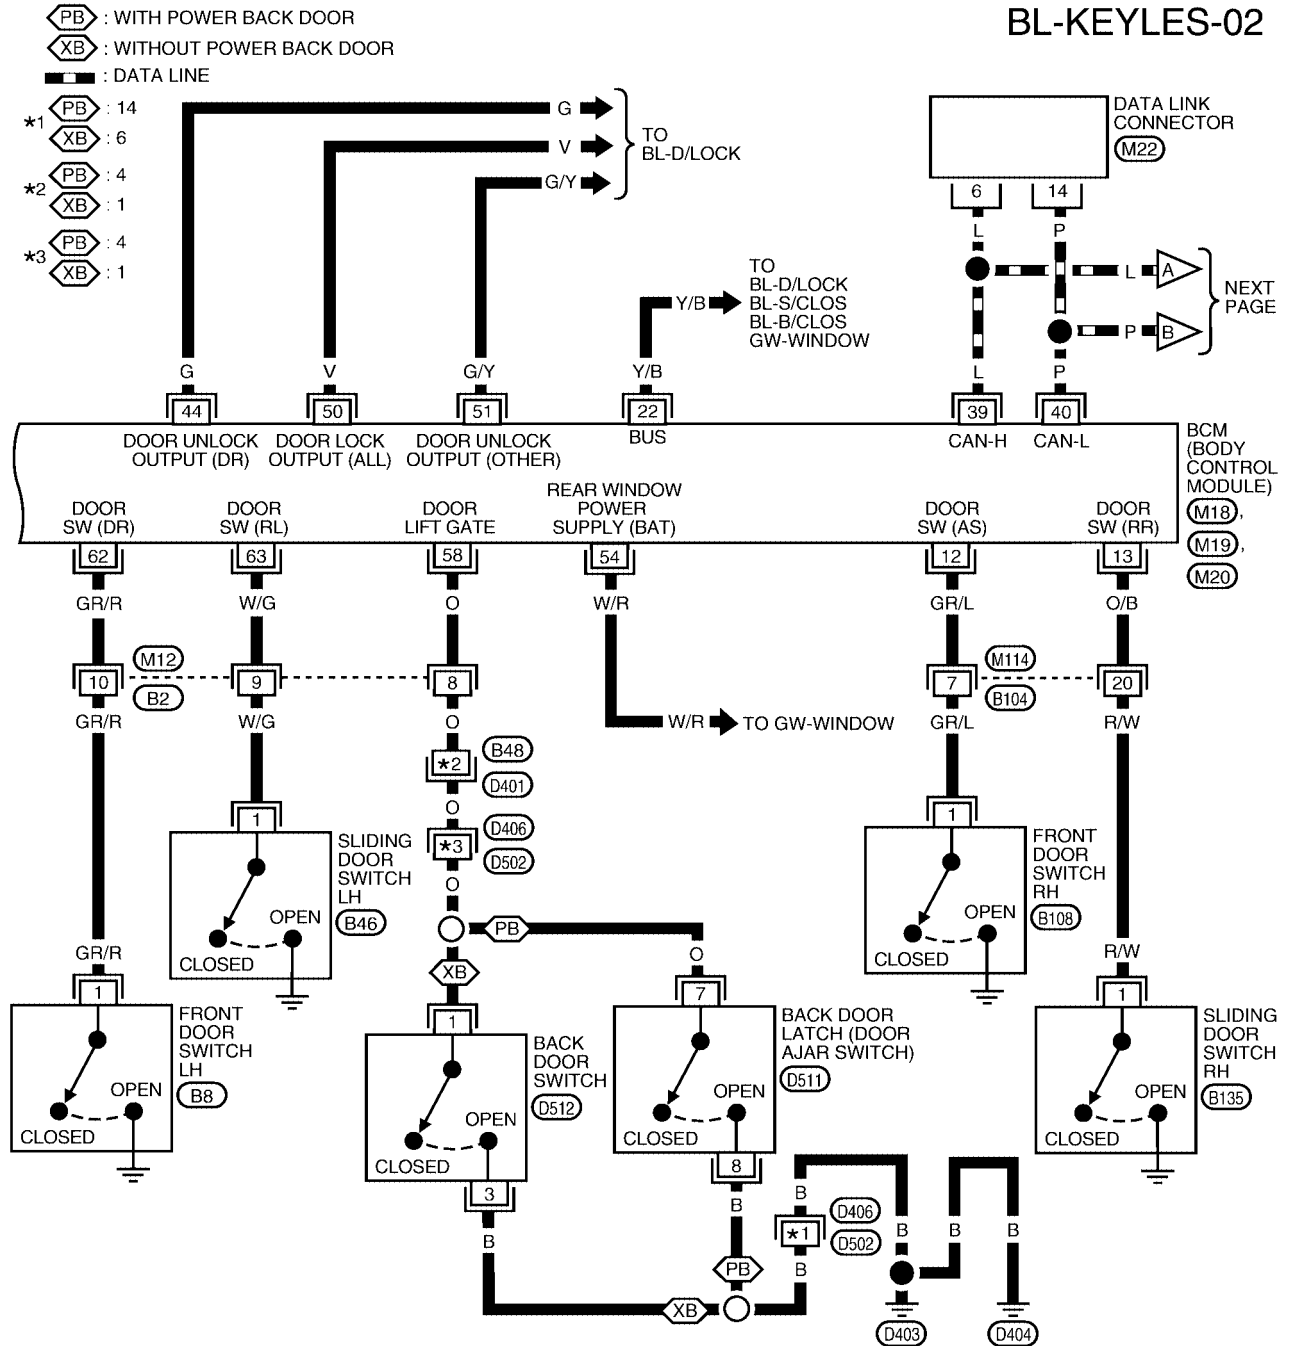 BL-KEYLES-02
PB : WITH POWER BACK DOOR
XB : WITHOUT POWER BACK DOOR
: DATA LINE
*1 PB : 14
XB : 6
*2 PB : 4
XB : 1
*3 PB : 4
XB : 1
G
V
G/Y
TO
BL-D/LOCK
DATA LINK
CONNECTOR
M22
6 14
L P
L A
P B
NEXT
PAGE
Y/B
TO
BL-D/LOCK
BL-S/CLOS
BL-B/CLOS
GW-WINDOW
G V G/Y Y/B L P
44 50 51 22 39 40
DOOR UNLOCK
OUTPUT (DR)
DOOR LOCK
OUTPUT (ALL)
DOOR UNLOCK
OUTPUT (OTHER)
BUS
CAN-H
CAN-L
BCM
(BODY
CONTROL
MODULE)
M18,
M19,
M20
DOOR
SW (DR)
DOOR
SW (RL)
DOOR
LIFT GATE
REAR WINDOW
POWER
SUPPLY (BAT)
DOOR
SW (AS)
DOOR
SW (RR)
62 63 58 54 12 13
GR/R W/G O W/R GR/L O/B
10 M12 B2 9 8 7 M114 B104 20
GR/R W/G O GR/L R/W
W/R TO GW-WINDOW
*2 B48
D401
O
*3 D406
D502
O
1
SLIDING
DOOR
SWITCH
LH
B46
OPEN
CLOSED
1
FRONT
DOOR
SWITCH
RH
B108
OPEN
CLOSED
PB
XB
O
GR/R
1
FRONT
DOOR
SWITCH
LH
B8
OPEN
CLOSED
1
BACK
DOOR
SWITCH
D512
OPEN
CLOSED
3
B
7
BACK DOOR
LATCH (DOOR
AJAR SWITCH)
D511
OPEN
CLOSED
8
B
R/W
1
SLIDING
DOOR
SWITCH
RH
B135
OPEN
CLOSED
PB
XB
B
*1 D406
D502
B
B B B
D403 D404